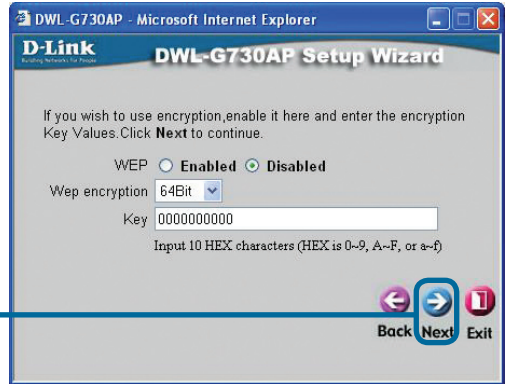 DWL-G730AP - Microsoft Internet Explorer
D-Link
Building Networks for People
DWL-G730AP Setup Wizard
If you wish to use encryption,enable it here and enter the encryption
Key Values.Click Next to continue.
WEP Enabled Disabled
Wep encryption 64Bit
Key 0000000000
Input 10 HEX characters (HEX is 0~9, A~F, or a~f)
Back Next Exit